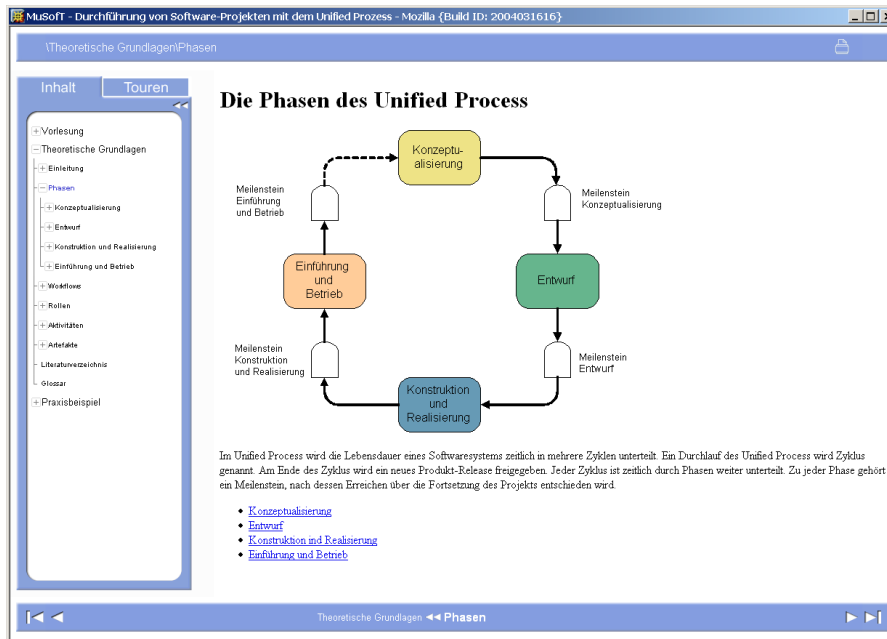 MuSofT - Durchführung von Software-Projekten mit dem Unified Prozess - Mozilla {Build ID: 2004031616}
\Theoretische Grundlagen\Phasen
Inhalt
Touren
Vorlesung
Theoretische Grundlagen
Einleitung
Phasen
Konzeptualisierung
Entwurf
Konstruktion und Realisierung
Einführung und Betrieb
Workflows
Rollen
Aktivitäten
Artefakte
Literaturverzeichnis
Glossar
Praxisbeispiel
Die Phasen des Unified Process
Konzeptu-
alisierung
Meilenstein
Einführung
und Betrieb
Meilenstein
Konzeptualisierung
Einführung
und
Betrieb
Entwurf
Meilenstein
Konstruktion
und Realisierung
Meilenstein
Entwurf
Konstruktion
und
Realisierung
Im Unified Process wird die Lebensdauer eines Softwaresystems zeitlich in mehrere Zyklen unterteilt. Ein Durchlauf des Unified Process wird Zyklus
genannt. Am Ende des Zyklus wird ein neues Produkt-Release freigegeben. Jeder Zyklus ist zeitlich durch Phasen weiter unterteilt. Zu jeder Phase gehört
ein Meilenstein, nach dessen Erreichen über die Fortsetzung des Projekts entschieden wird.
Konzeptualisierung
Entwurf
Konstruktion ind Realisierung
Einführung und Betrieb
Theoretische Grundlagen ◄◄ Phasen